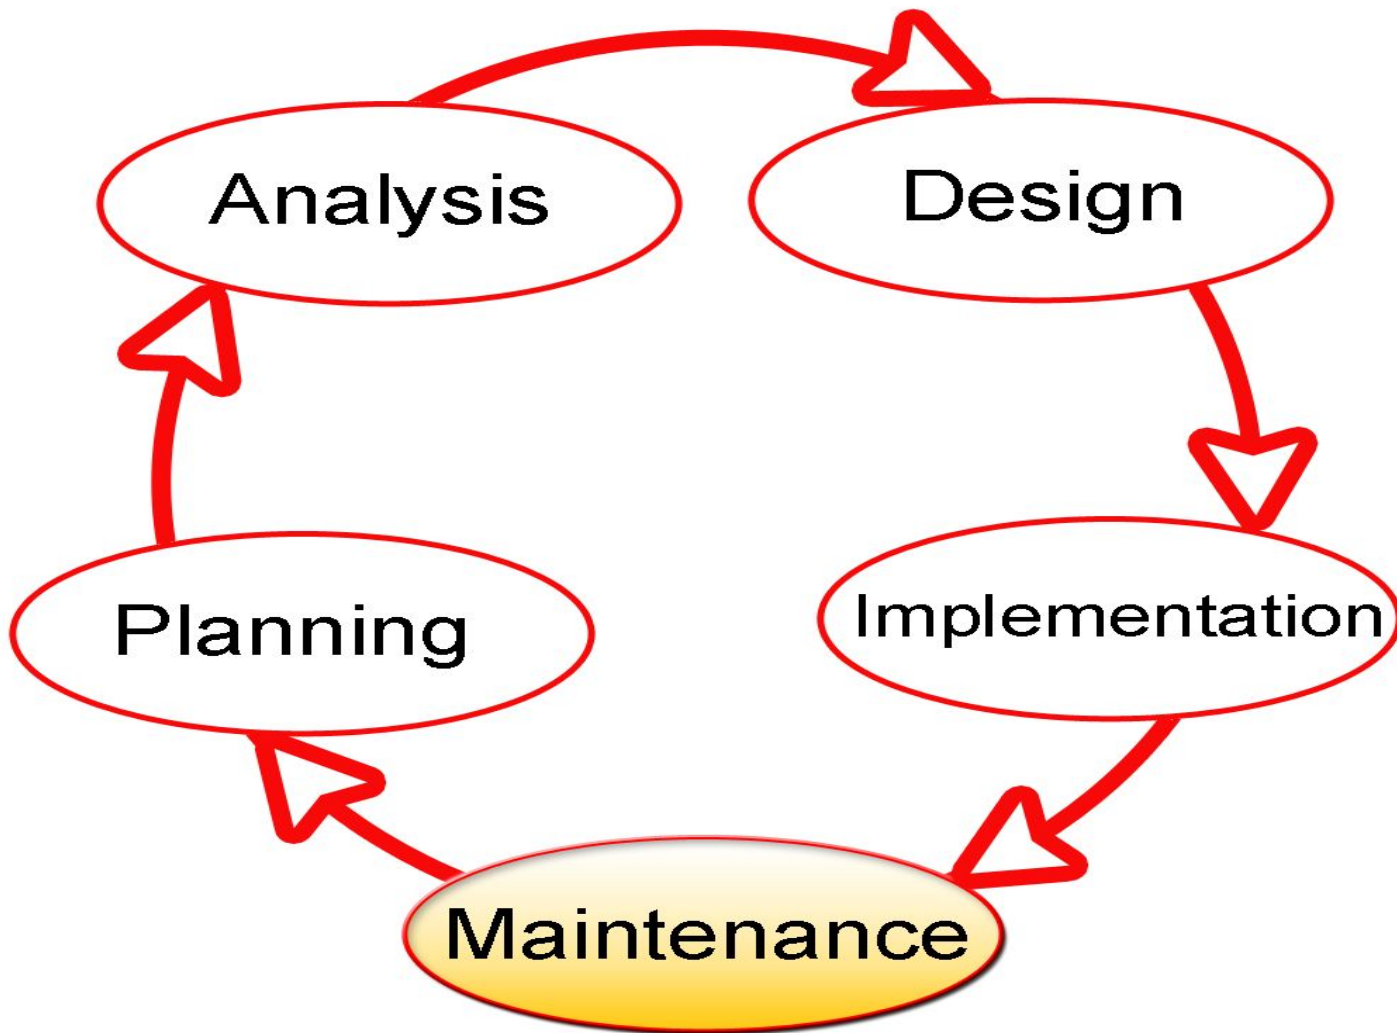 Analysis
Design
Planning
Implementation
Maintenance